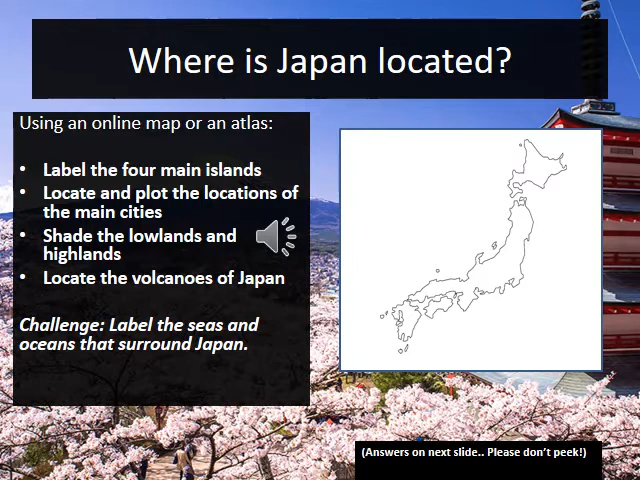 Where is Japan located?
Using an online map or an atlas:
• Label the four main islands
• Locate and plot the locations of
the main cities
• Shade the lowlands and
highlands
• Locate the volcanoes of Japan
Challenge: Label the seas and
oceans that surround Japan.
(Answers on next slide.. Please don't peek!)